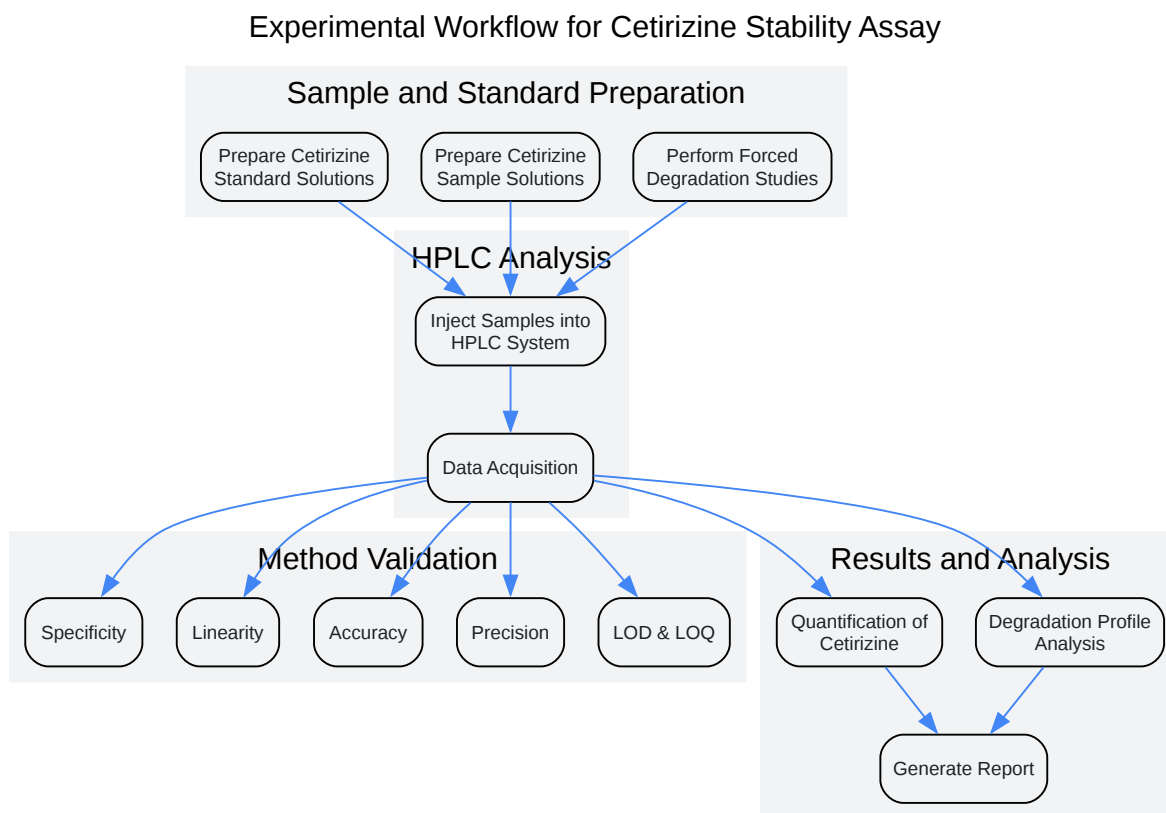 Experimental Workflow for Cetirizine Stability Assay
Sample and Standard Preparation
Prepare Cetirizine
Standard Solutions
Prepare Cetirizine
Sample Solutions
Perform Forced
Degradation Studies
HPLC Analysis
Inject Samples into
HPLC System
Data Acquisition
Method Validation
Specificity
Linearity
Accuracy
Precision
LOD & LOQ
Results and Analysis
Quantification of
Cetirizine
Degradation Profile
Analysis
Generate Report